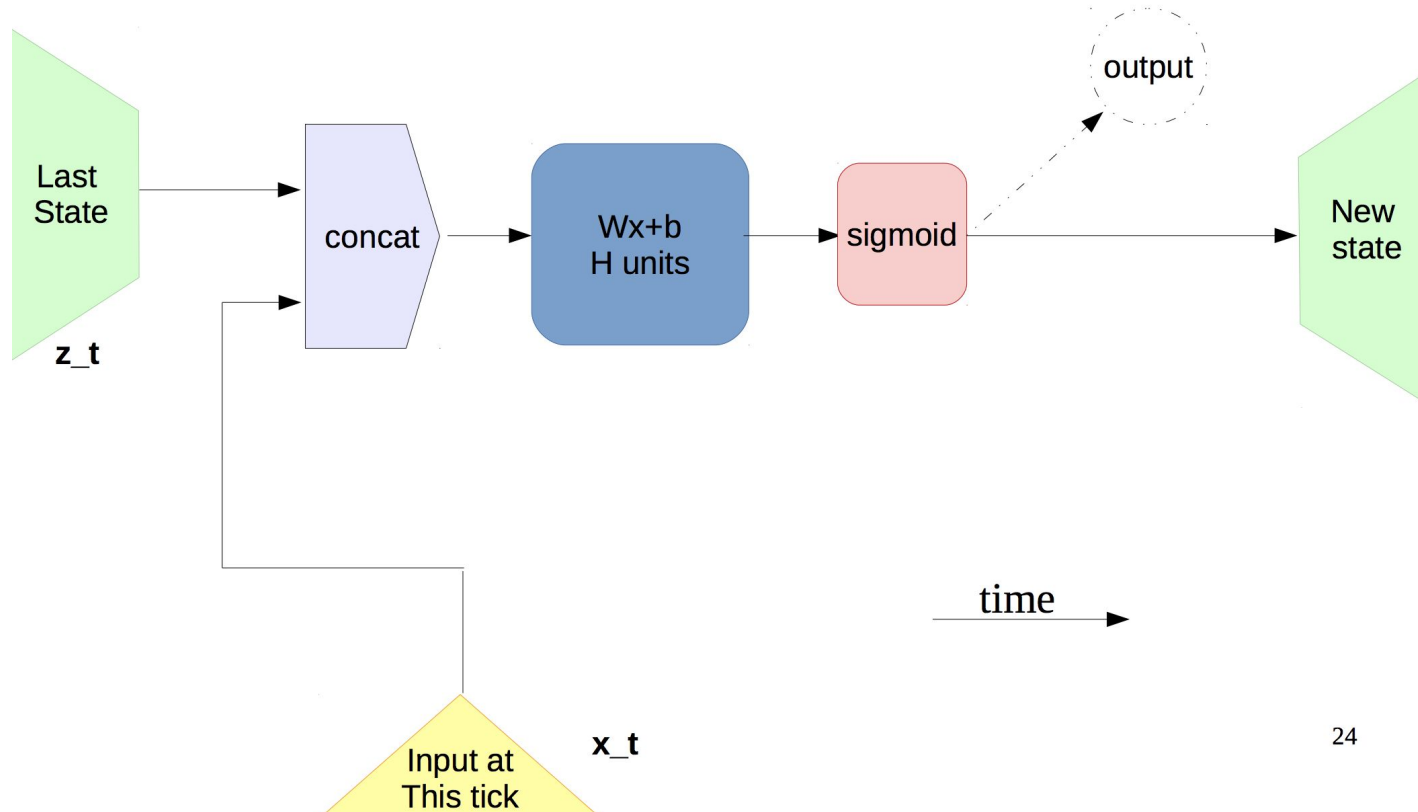 output
Last
State
concat
Wx+b
H units
sigmoid
New
state
z_t
time
x_t
Input at
This tick
24